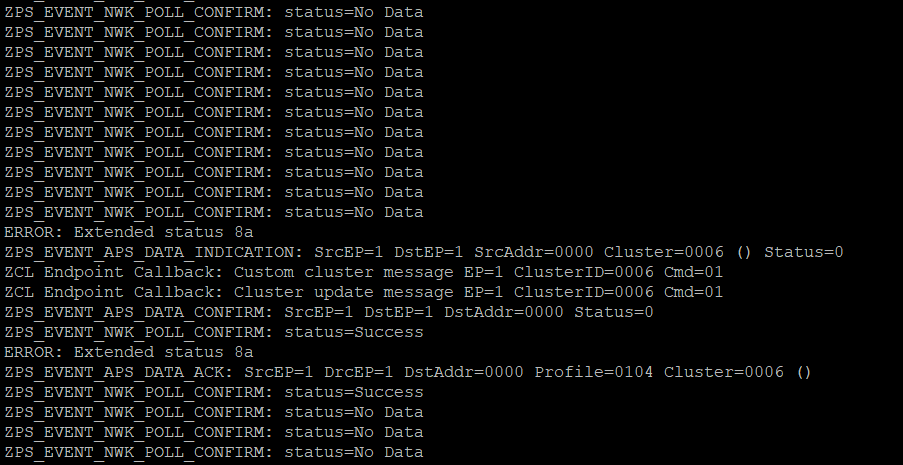 ZPS_EVENT_NWK_POLL_CONFIRM: status=No Data
ZPS_EVENT_NWK_POLL_CONFIRM: status=No Data
ZPS_EVENT_NWK_POLL_CONFIRM: status=No Data
ZPS_EVENT_NWK_POLL_CONFIRM: status=No Data
ZPS_EVENT_NWK_POLL_CONFIRM: status=No Data
ZPS_EVENT_NWK_POLL_CONFIRM: status=No Data
ZPS_EVENT_NWK_POLL_CONFIRM: status=No Data
ZPS_EVENT_NWK_POLL_CONFIRM: status=No Data
ZPS_EVENT_NWK_POLL_CONFIRM: status=No Data
ZPS_EVENT_NWK_POLL_CONFIRM: status=No Data
ZPS_EVENT_NWK_POLL_CONFIRM: status=No Data
ERROR: Extended status 8a
ZPS_EVENT_APS_DATA_INDICATION: SrcEP=1 DstEP=1 SrcAddr=0000 Cluster=0006 () Status=0
ZCL Endpoint Callback: Custom cluster message EP=1 ClusterID=0006 Cmd=01
ZCL Endpoint Callback: Cluster update message EP=1 ClusterID=0006 Cmd=01
ZPS_EVENT_APS_DATA_CONFIRM: SrcEP=1 DstEP=1 DstAddr=0000 Status=0
ZPS_EVENT_NWK_POLL_CONFIRM: status=Success
ERROR: Extended status 8a
ZPS_EVENT_APS_DATA_ACK: SrcEP=1 DrcEP=1 DstAddr=0000 Profile=0104 Cluster=0006 ()
ZPS_EVENT_NWK_POLL_CONFIRM: status=Success
ZPS_EVENT_NWK_POLL_CONFIRM: status=No Data
ZPS_EVENT_NWK_POLL_CONFIRM: status=No Data
ZPS_EVENT_NWK_POLL_CONFIRM: status=No Data